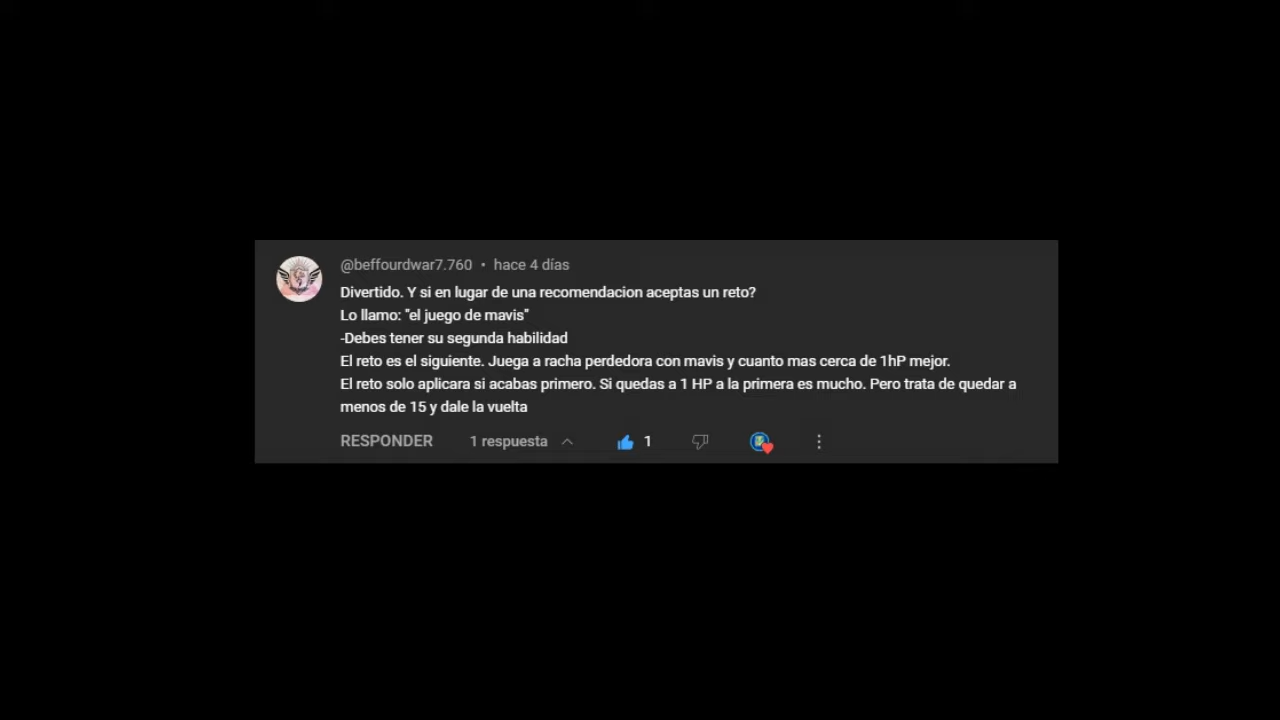 @beffourdwar7.760 • hace 4 días
Divertido. Y si en lugar de una recomendacion aceptas un reto?
Lo llamo: "el juego de mavis"
-Debes tener su segunda habilidad
El reto es el siguiente. Juega a racha perdedora con mavis y cuanto mas cerca de 1hP mejor.
El reto solo aplicara si acabas primero. Si quedas a 1 HP a la primera es mucho. Pero trata de quedar a
menos de 15 y dale la vuelta
RESPONDER 1 respuesta 1